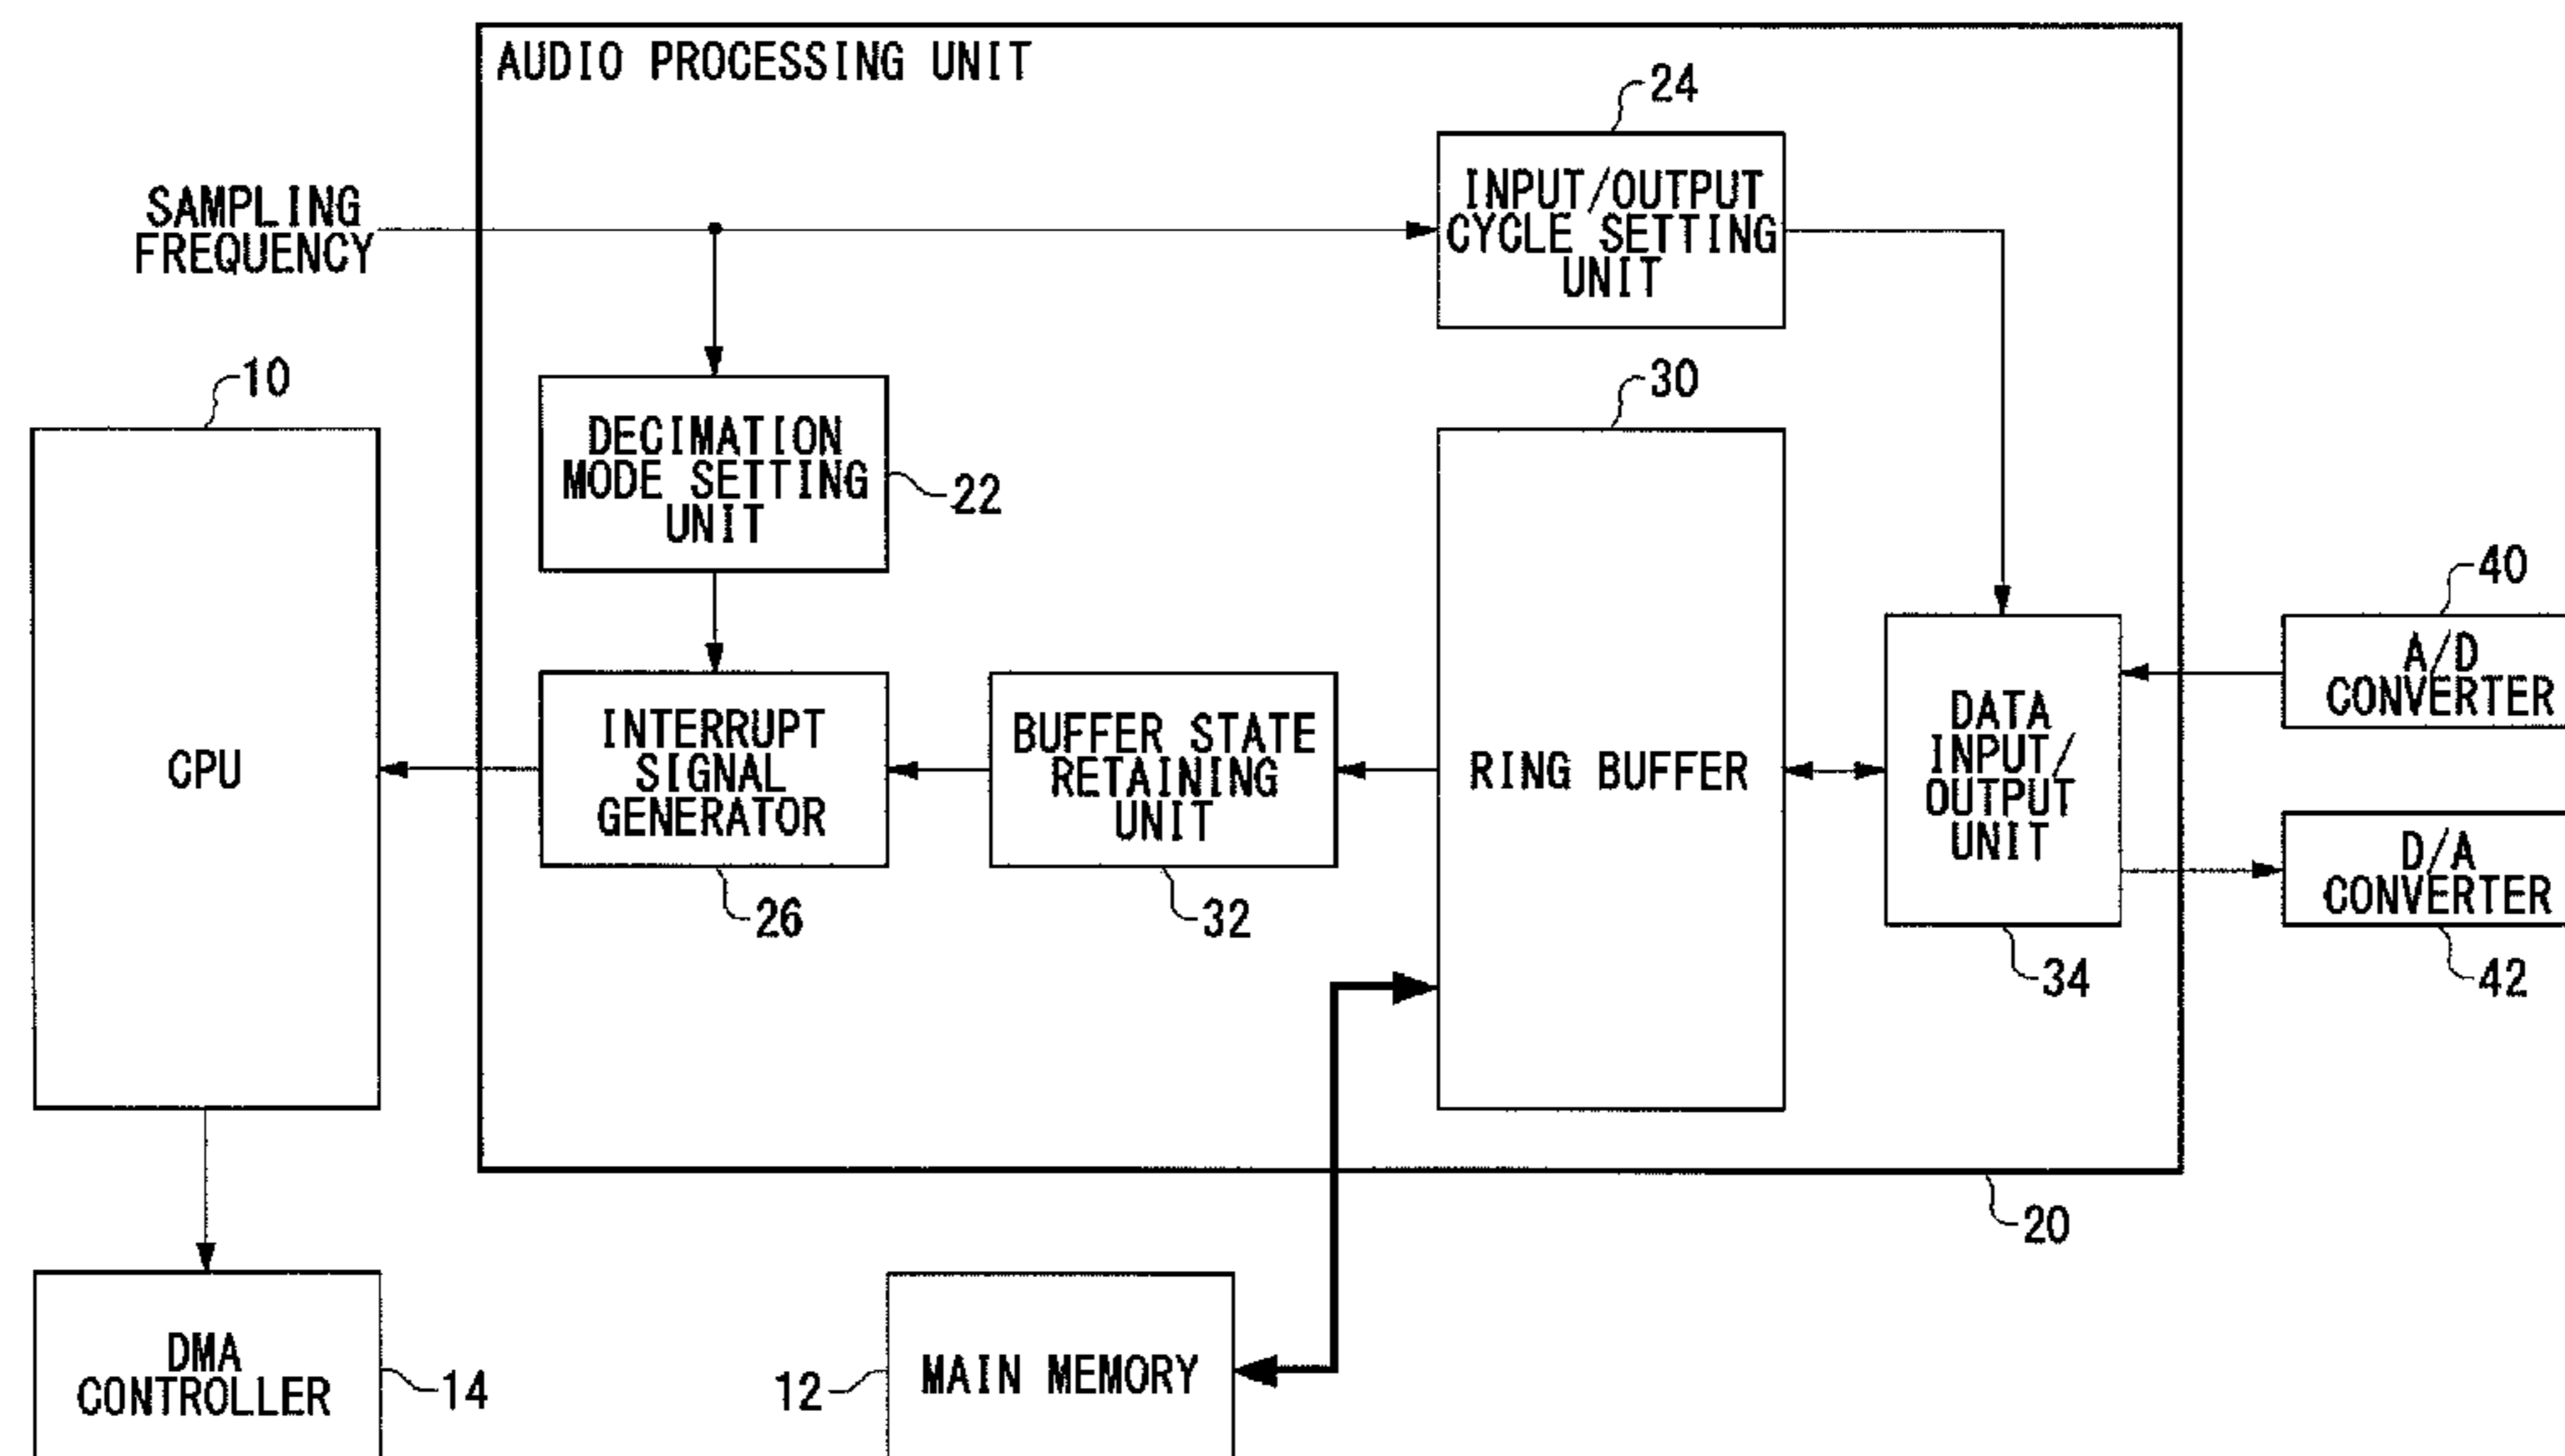 AUDIO PROCESSING UNIT
24
SAMPLING
FREQUENCY
INPUT/OUTPUT
CYCLE SETTING
UNIT
10
30
DECIMATION
MODE SETTING
UNIT
22
40
A/D
CONVERTER
CPU
INTERRUPT
SIGNAL
GENERATOR
BUFFER STATE
RETAINING
UNIT
RING BUFFER
DATA
INPUT/
OUTPUT
UNIT
D/A
CONVERTER
26
32
34
42
20
DMA
CONTROLLER
14
12
MAIN MEMORY